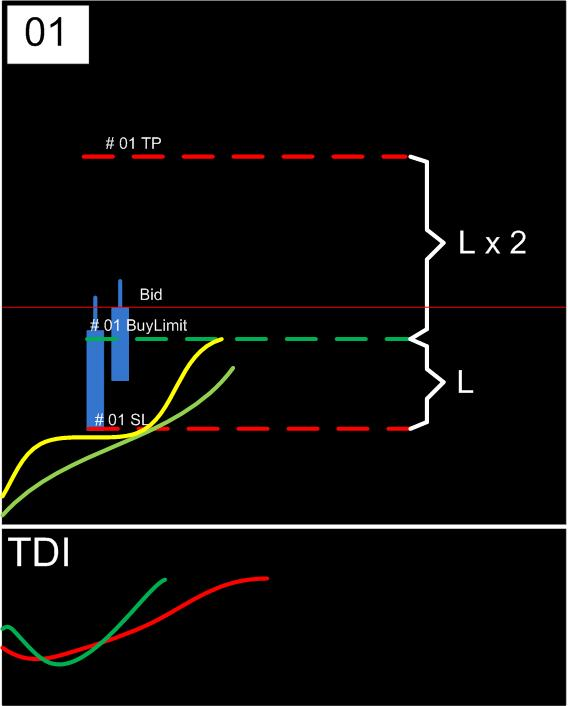 01
# 01 TP
L x 2
Bid
# 01 BuyLimit
L
# 01 SL
TDI